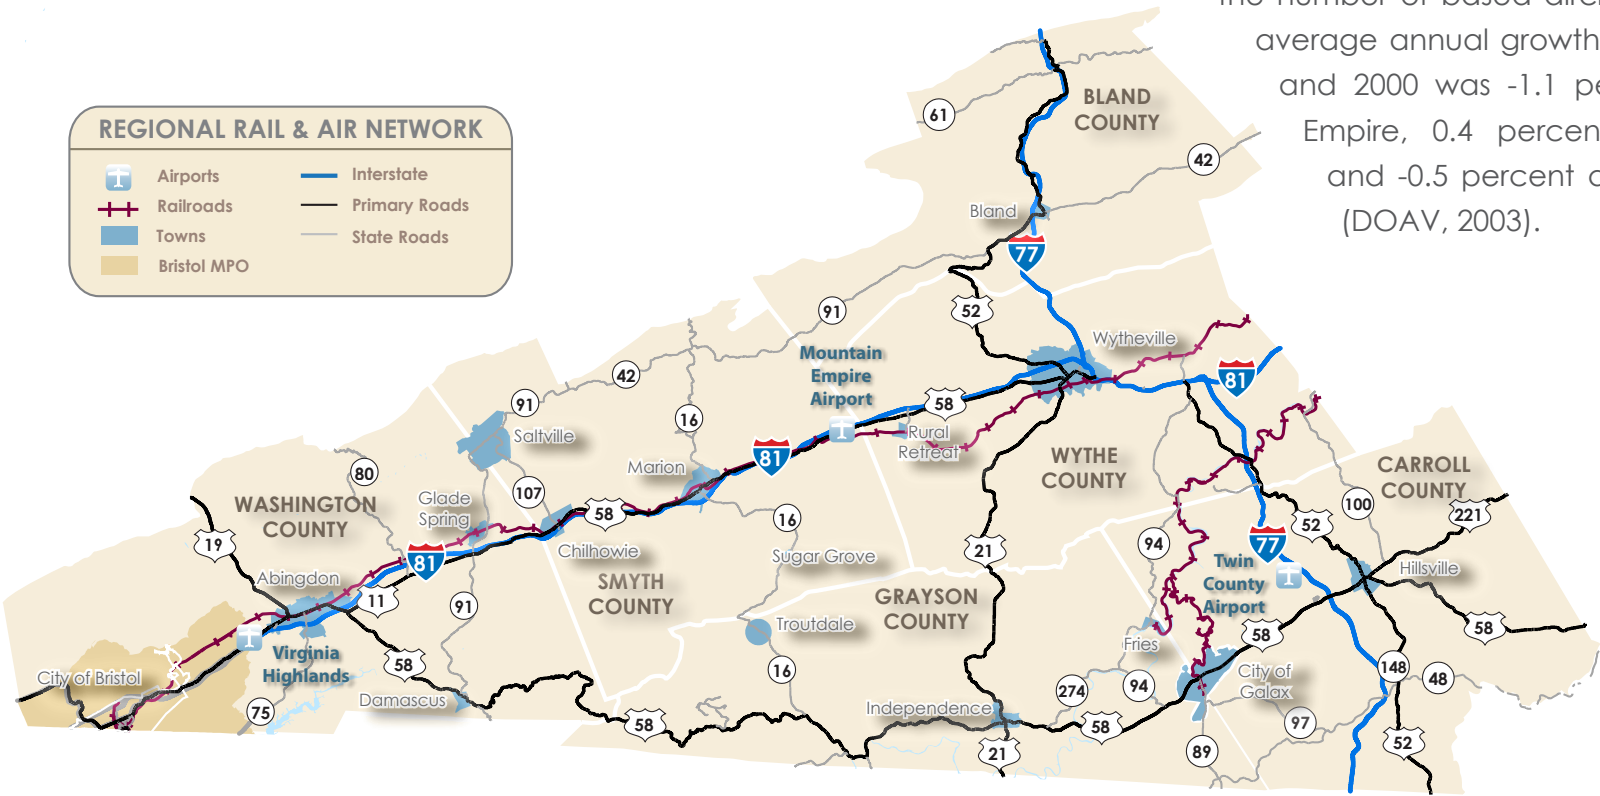 the number of based
average annual growth
and 2000 was -1.1
Empire, 0.4 percen
and -0.5 percent
(DOAV, 2003).
REGIONAL RAIL & AIR NETWORK
Airports
Railroads
Towns
Bristol MPO
Interstate
Primary Roads
State Roads
BLAND
COUNTY
61
42
Bland
77
52
91
Wytheville
Mountain
Empire
Airport
81
42
58
91
16
Saltville
Rural
Retreat
81
Marion
WYTHE
COUNTY
CARROLL
COUNTY
80
107
Glade
Spring
WASHINGTON
COUNTY
58
16
100
221
52
19
94
77
21
Chilhowie
Sugar Grove
81
Twin
County
Airport
Hillsville
Abingdon
SMYTH
COUNTY
GRAYSON
COUNTY
11
91
Troutdale
58
58
Fries
Virginia
Highlands
58
16
City of
Galax
148
48
City of Bristol
274
94
Damascus
Independence
75
58
58
97
21
89
52